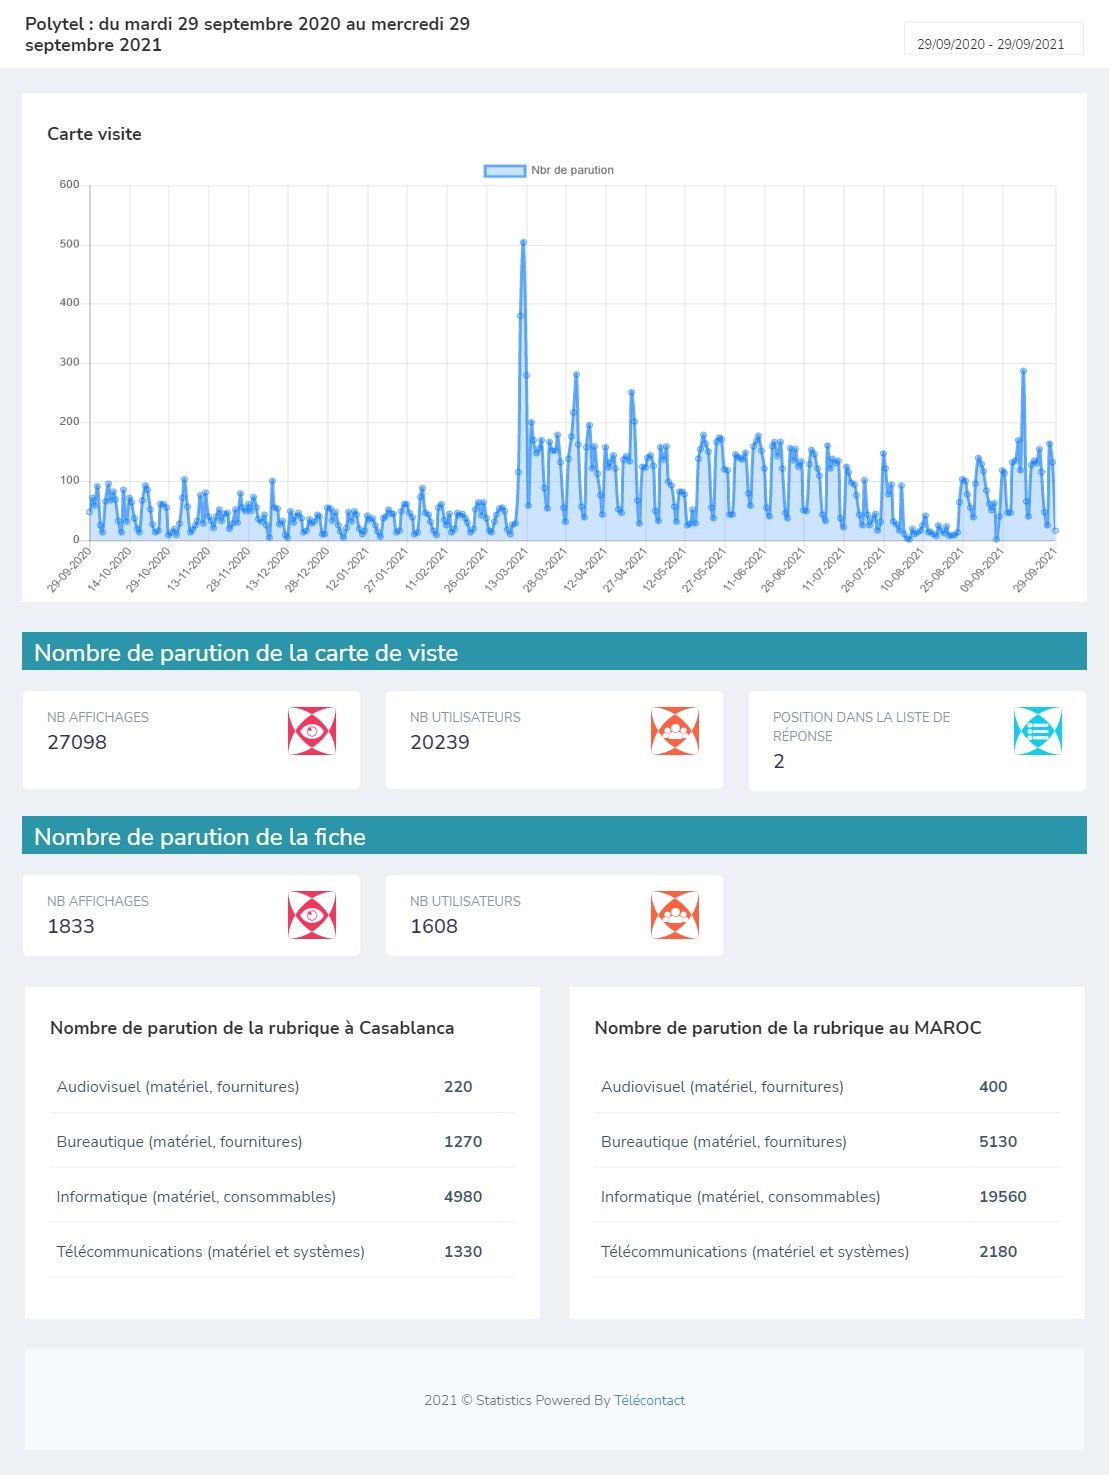 Polytel : du mardi 29 septembre 2020 au mercredi 29
septembre 2021
29/09/2020 - 29/09/2021
Carte visite
Nbr de parution
600
500
400
300
200
100
0
29-09-2020
14-10-2020
29-10-2020
13-11-2020
28-11-2020
13-12-2020
28-12-2020
12-01-2021
27-01-2021
11-02-2021
26-02-2021
13-03-2021
28-03-2021
12-04-2021
27-04-2021
12-05-2021
27-05-2021
11-06-2021
26-06-2021
11-07-2021
26-07-2021
10-08-2021
25-08-2021
09-09-2021
29-09-2021
Nombre de parution de la carte de viste
NB AFFICHAGES
27098
NB UTILISATEURS
20239
POSITION DANS LA LISTE DE
RÉPONSE
2
Nombre de parution de la fiche
NB AFFICHAGES
1833
NB UTILISATEURS
1608
Nombre de parution de la rubrique à Casablanca
Audiovisuel (matériel, fournitures) 220
Bureautique (matériel, fournitures) 1270
Informatique (matériel, consommables) 4980
Télécommunications (matériel et systèmes) 1330
Nombre de parution de la rubrique au MAROC
Audiovisuel (matériel, fournitures) 400
Bureautique (matériel, fournitures) 5130
Informatique (matériel, consommables) 19560
Télécommunications (matériel et systèmes) 2180
2021 © Statistics Powered By Télécontact